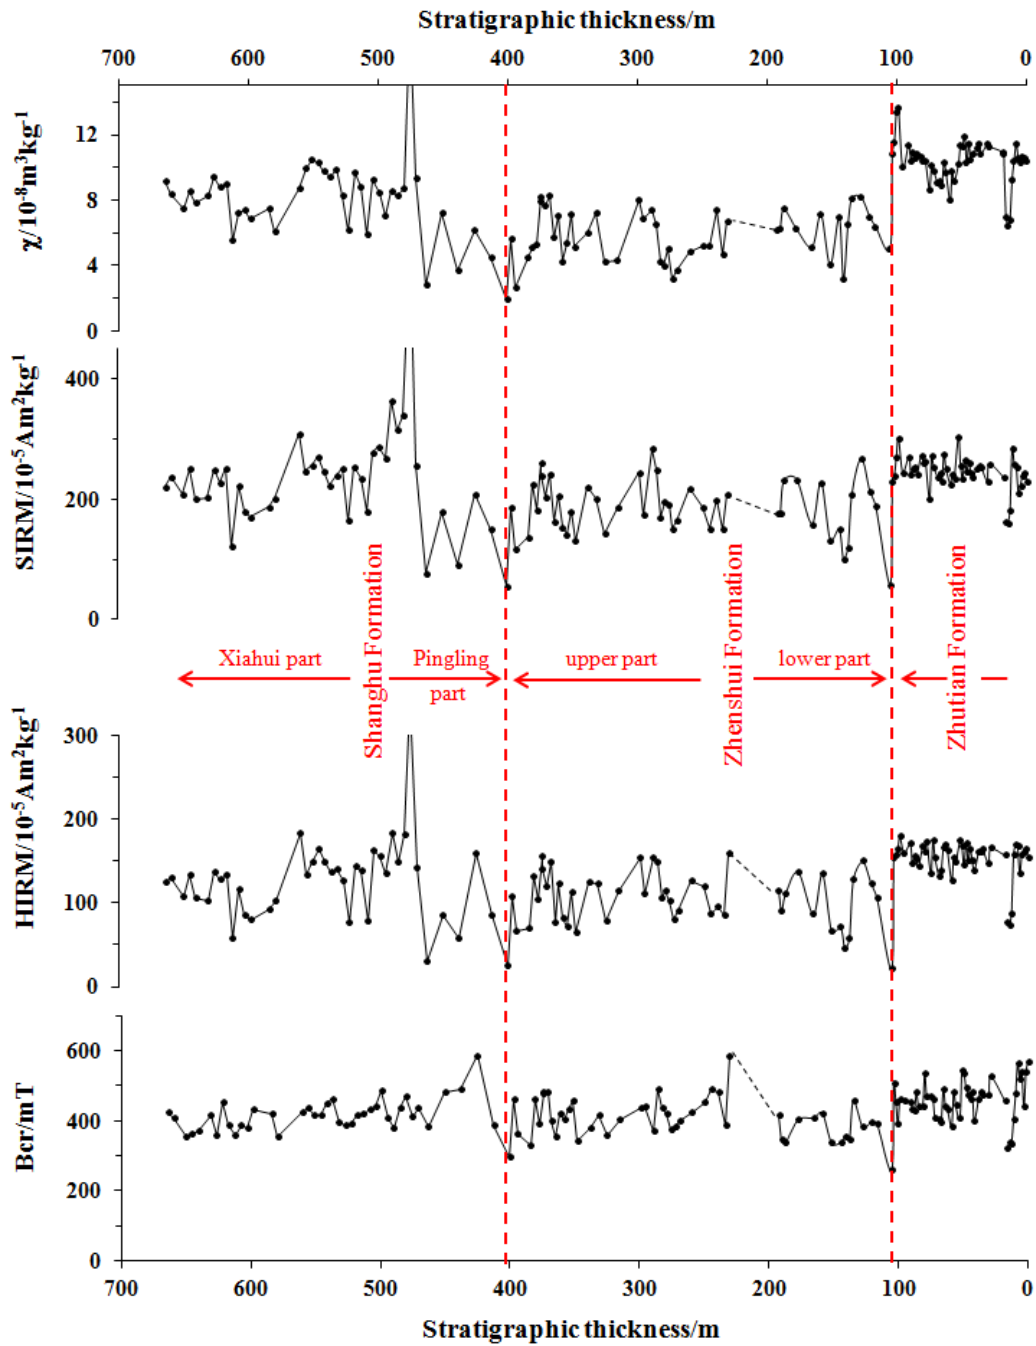 Stratigraphic thickness/m
700 600 500 400 300 200 100 0
χ/10⁻⁸m³kg⁻¹
12
8
4
0
SIRM/10⁻⁵Am²kg⁻¹
400
200
0
Xiahui part
Shanghu Formation
Pingling
part
upper part
Zhenshui Formation
lower part
Zhutian Formation
HIRM/10⁻⁵Am²kg⁻¹
300
200
100
0
Bcr/mT
600
400
200
0
700 600 500 400 300 200 100 0
Stratigraphic thickness/m